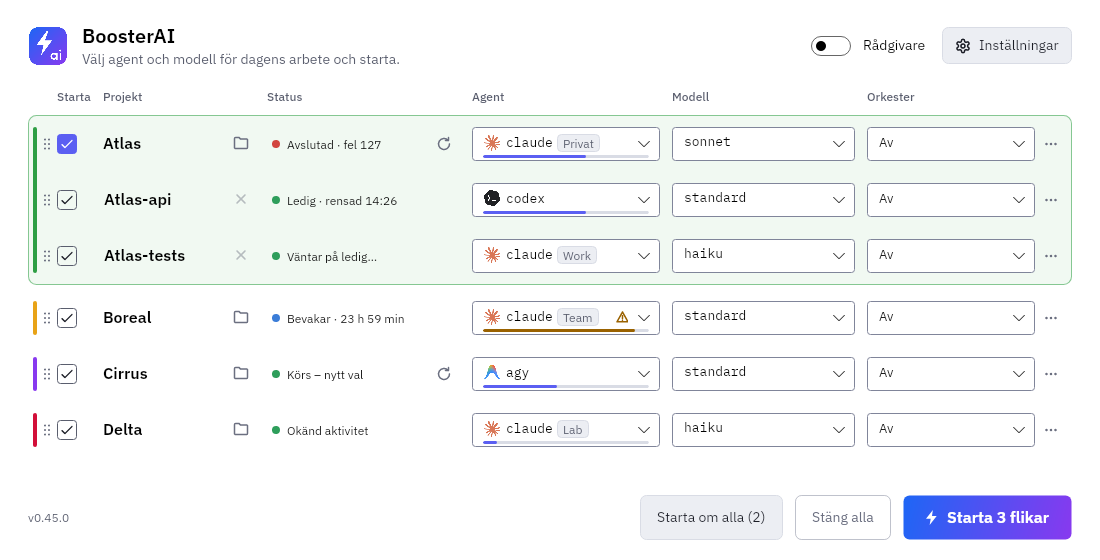 ai
BoosterAI
Välj agent och modell för dagens arbete och starta.
Rådgivare
Inställningar
Starta Projekt Status Agent Modell Orkester
Atlas Avslutad · fel 127 claude Privat sonnet Av
Atlas-api Ledig · rensad 14:26 codex standard Av
Atlas-tests Väntar på ledig… claude Work haiku Av
Boreal Bevakar · 23 h 59 min claude Team standard Av
Cirrus Körs – nytt val agy standard Av
Delta Okänd aktivitet claude Lab haiku Av
v0.45.0 Starta om alla (2) Stäng alla Starta 3 flikar